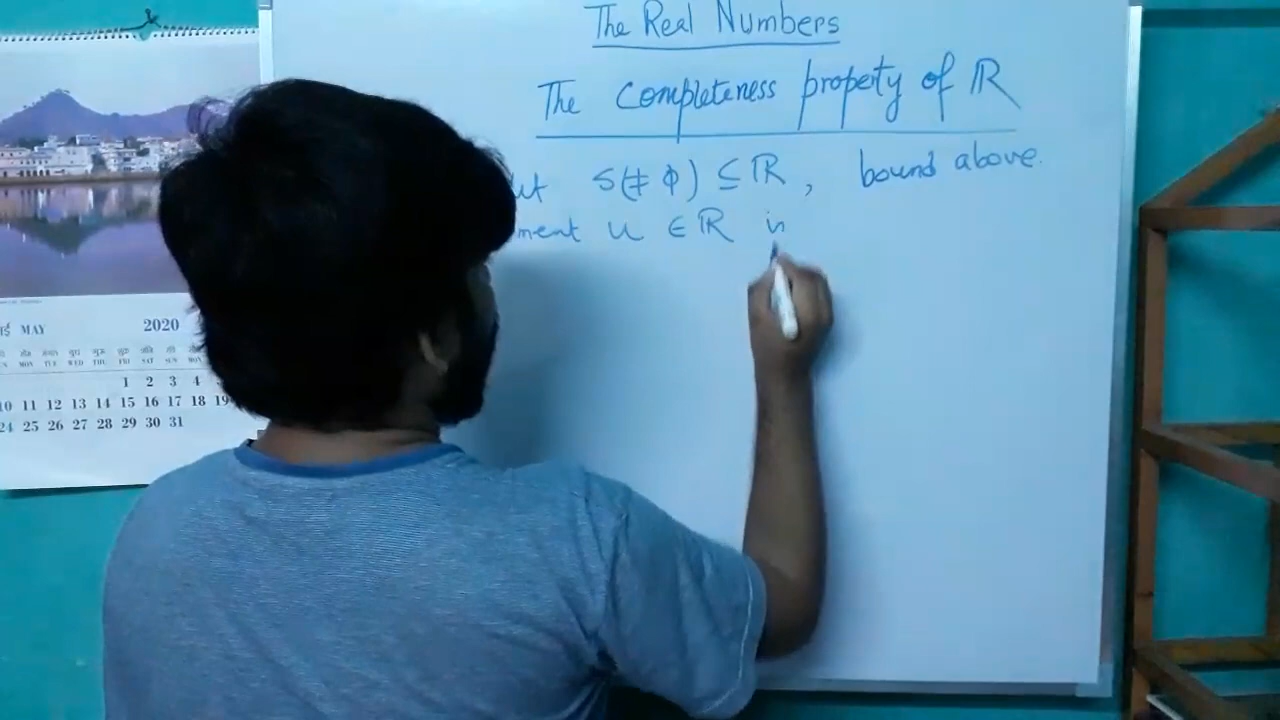 The Real Numbers
The completeness property of ℝ
S(≠ ϕ) ⊆ ℝ, bound above.
ment u ∈ ℝ is
MAY 2020
1 2 3 4
10 11 12 13 14 15 16 17 18 19
24 25 26 27 28 29 30 31